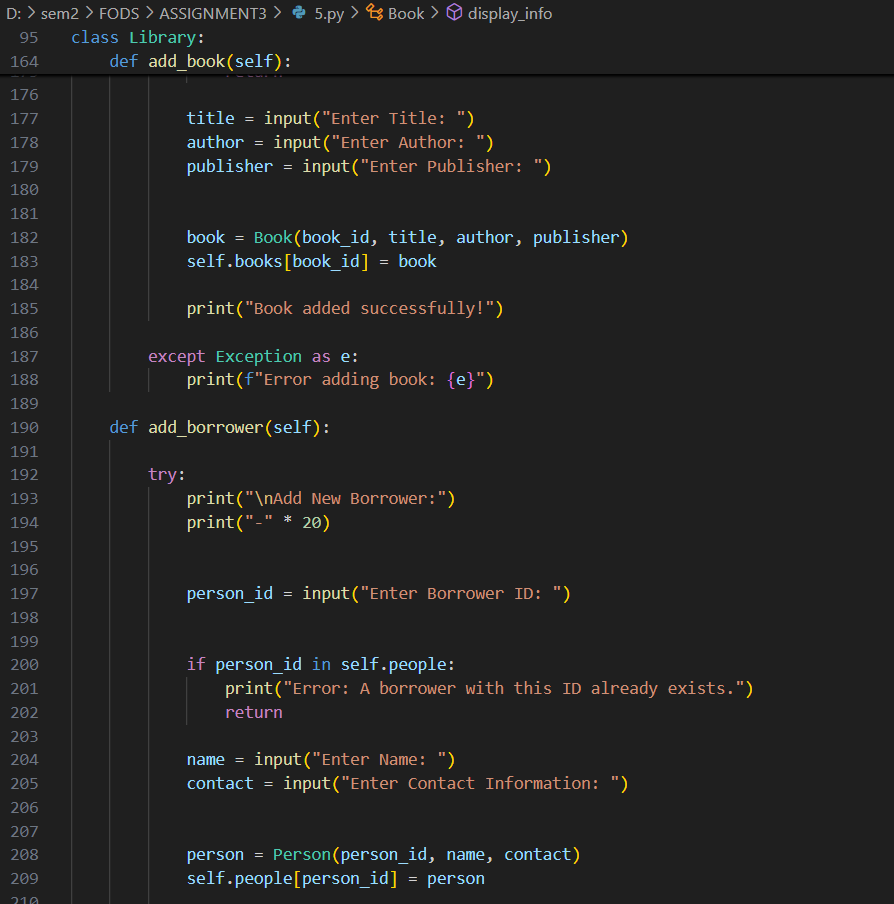 D: > sem2 > FODS > ASSIGNMENT3 > 5.py > Book > display_info
95 class Library:
164 def add_book(self):
176
177 title = input("Enter Title: ")
178 author = input("Enter Author: ")
179 publisher = input("Enter Publisher: ")
180
181
182 book = Book(book_id, title, author, publisher)
183 self.books[book_id] = book
184
185 print("Book added successfully!")
186
187 except Exception as e:
188 print(f"Error adding book: {e}")
189
190 def add_borrower(self):
191
192 try:
193 print("\nAdd New Borrower:")
194 print("-" * 20)
195
196
197 person_id = input("Enter Borrower ID: ")
198
199
200 if person_id in self.people:
201 print("Error: A borrower with this ID already exists.")
202 return
203
204 name = input("Enter Name: ")
205 contact = input("Enter Contact Information: ")
206
207
208 person = Person(person_id, name, contact)
209 self.people[person_id] = person
210